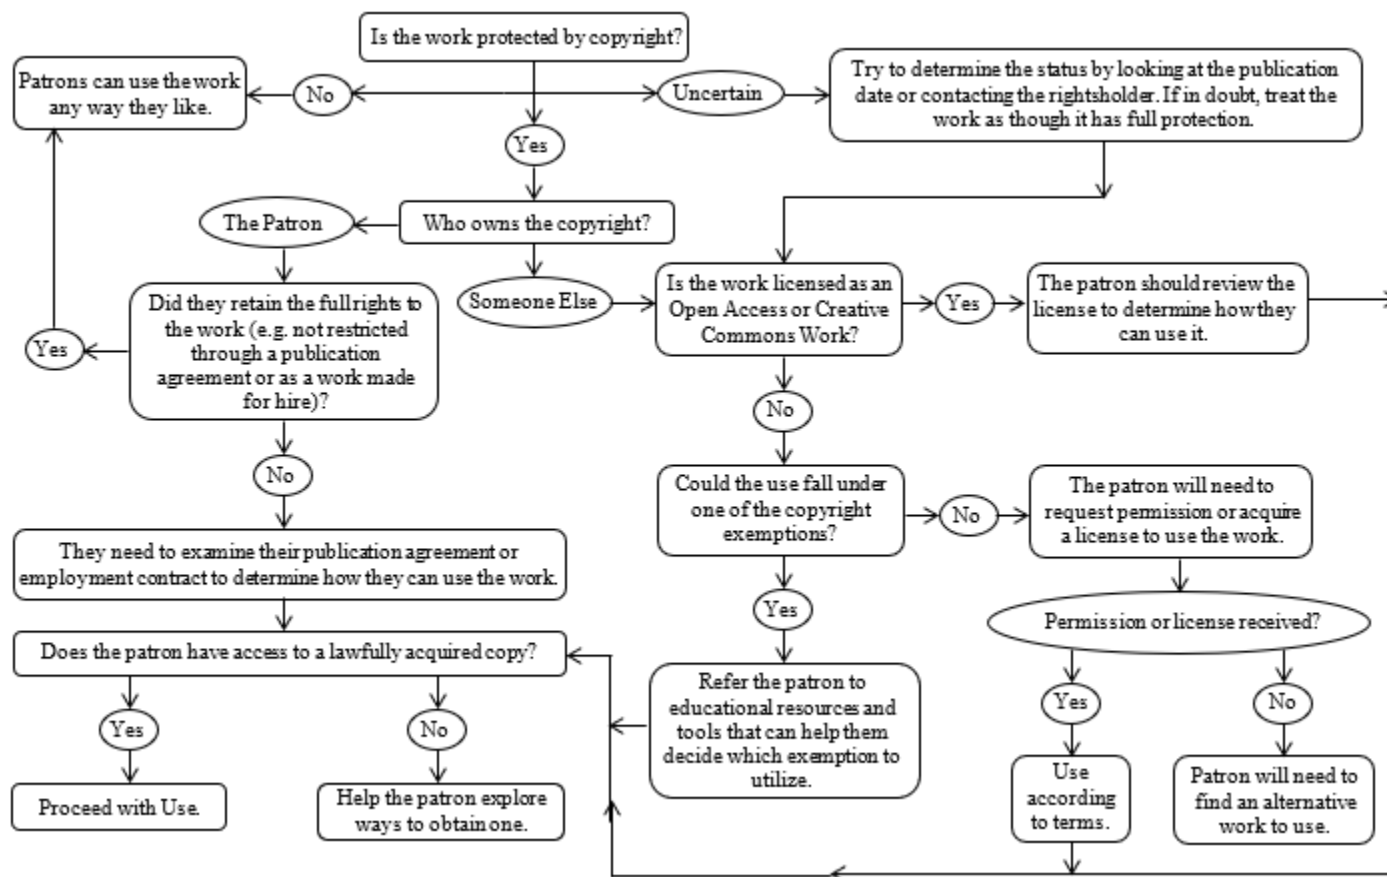 Is the work protected by copyright?
Patrons can use the work
any way they like.
No
Uncertain
Try to determine the status by looking at the publication
date or contacting the rightsholder. If in doubt, treat the
work as though it has full protection.
Yes
The Patron
Who owns the copyright?
Someone Else
Is the work licensed as an
Open Access or Creative
Commons Work?
Yes
The patron should review the
license to determine how they
can use it.
Did they retain the full rights to
the work (e.g. not restricted
through a publication
agreement or as a work made
for hire)?
Yes
No
No
Could the use fall under
one of the copyright
exemptions?
No
The patron will need to
request permission or acquire
a license to use the work.
They need to examine their publication agreement or
employment contract to determine how they can use the work.
Yes
Permission or license received?
Does the patron have access to a lawfully acquired copy?
Refer the patron to
educational resources and
tools that can help them
decide which exemption to
utilize.
Yes
No
Yes
No
Proceed with Use.
Help the patron explore
ways to obtain one.
Use
according
to terms.
Patron will need to
find an alternative
work to use.